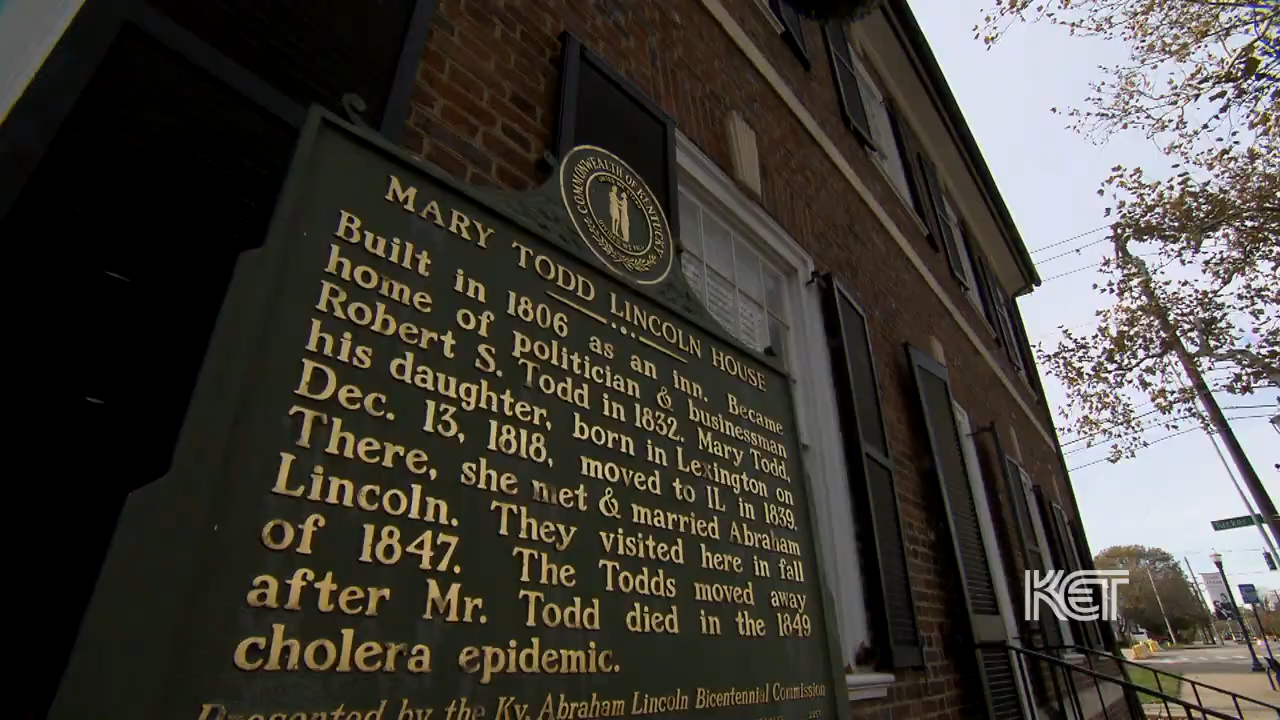 COMMONWEALTH OF KENTUCKY
MARY TODD LINCOLN HOUSE
Built in 1806 as an inn. Became
home of politician & businessman
Robert S. Todd in 1832. Mary Todd,
his daughter, born in Lexington on
Dec. 13, 1818, moved to IL in 1839.
There, she met & married Abraham
Lincoln. They visited here in fall
of 1847. The Todds moved away
after Mr. Todd died in the 1849
cholera epidemic.
Presented by the Ky. Abraham Lincoln Bicentennial Commission
KET